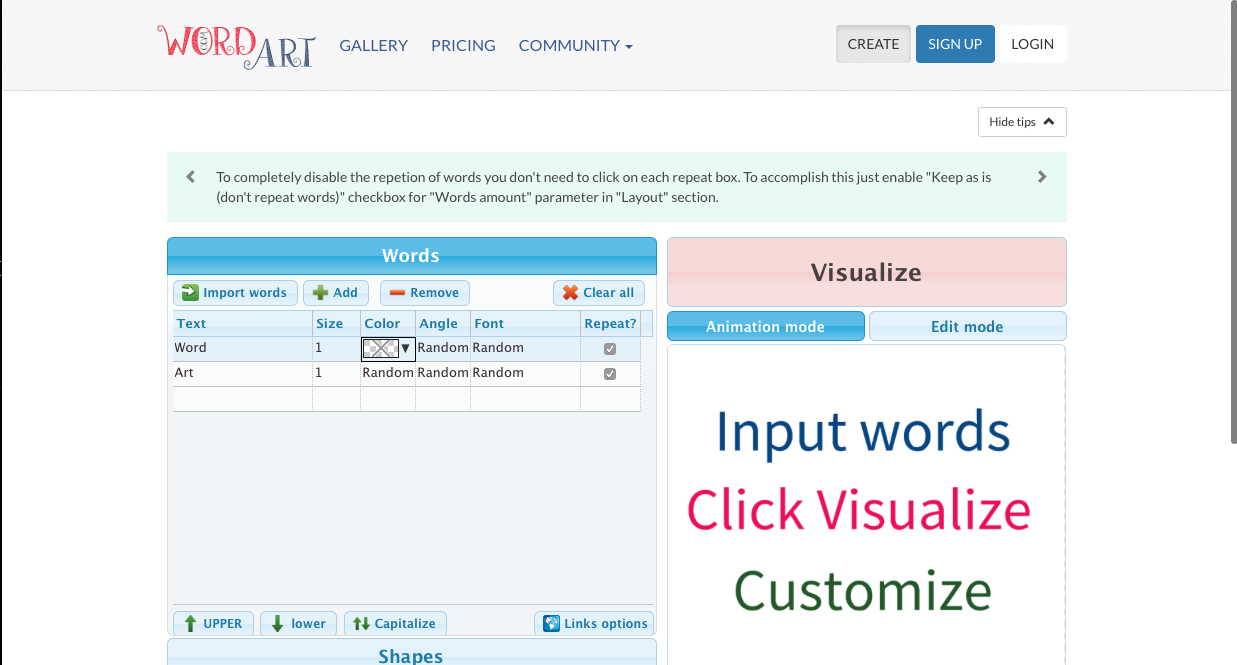 WORD ART .COM
GALLERY PRICING COMMUNITY
CREATE SIGN UP LOGIN
Hide tips
To completely disable the repetion of words you don't need to click on each repeat box. To accomplish this just enable "Keep as is
(don't repeat words)" checkbox for "Words amount" parameter in "Layout" section.
Words
Import words Add Remove Clear all
Text Size Color Angle Font Repeat?
Word 1 Random Random
Art 1 Random Random Random
UPPER lower Capitalize Links options
Shapes
Visualize
Animation mode Edit mode
Input words
Click Visualize
Customize